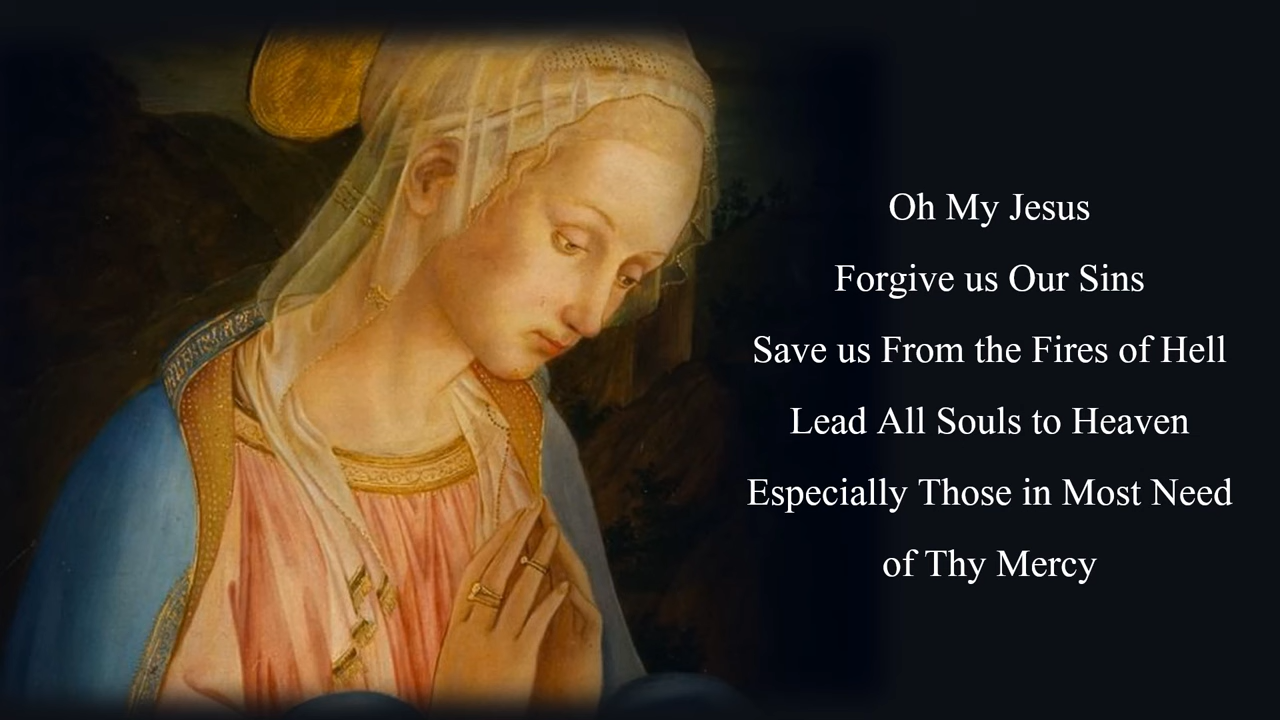 Oh My Jesus
Forgive us Our Sins
Save us From the Fires of Hell
Lead All Souls to Heaven
Especially Those in Most Need
of Thy Mercy